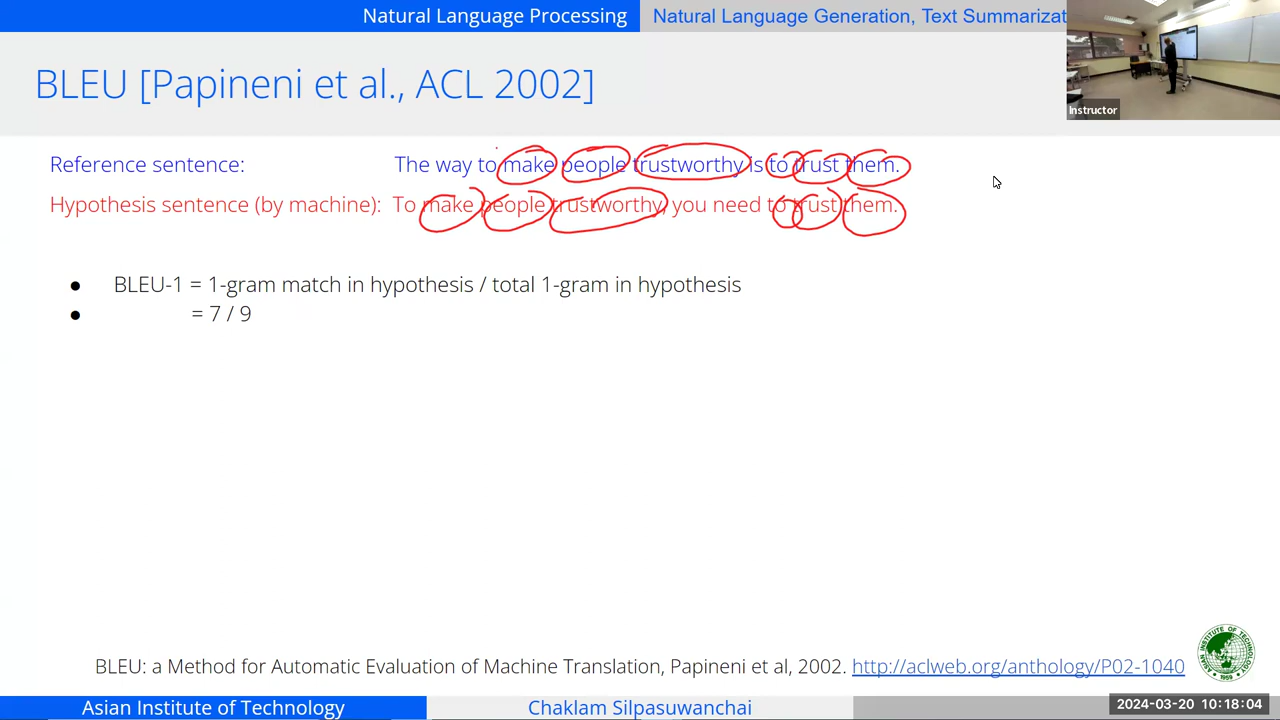 Natural Language Processing
Natural Language Generation, Text Summarizat
Instructor
BLEU [Papineni et al., ACL 2002]
Reference sentence: The way to make people trustworthy is to trust them.
Hypothesis sentence (by machine): To make people trustworthy, you need to trust them.
● BLEU-1 = 1-gram match in hypothesis / total 1-gram in hypothesis
● = 7 / 9
BLEU: a Method for Automatic Evaluation of Machine Translation, Papineni et al, 2002. http://aclweb.org/anthology/P02-1040
Asian Institute of Technology
Chaklam Silpasuwanchai
2024-03-20 10:18:04